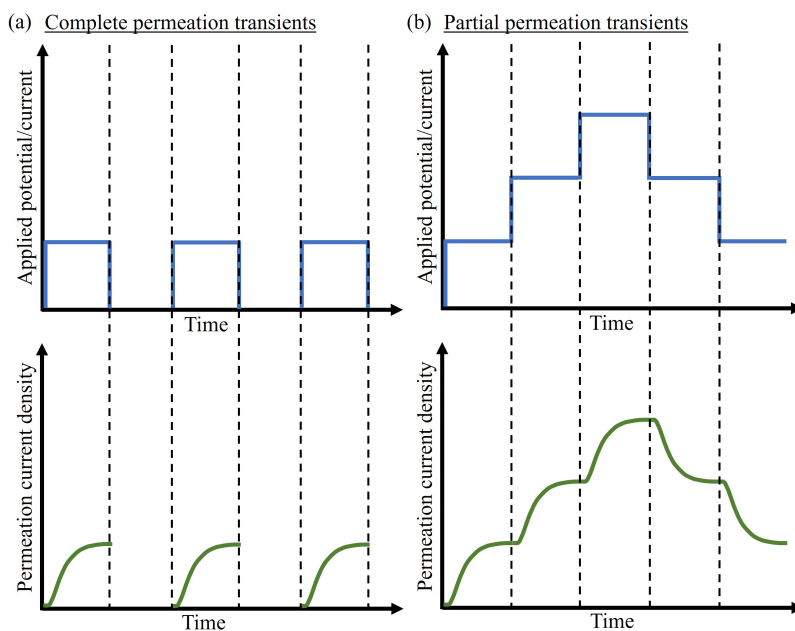 (a) Complete permeation transients
(b) Partial permeation transients
Applied potential/current
Time
Applied potential/current
Time
Permeation current density
Time
Permeation current density
Time